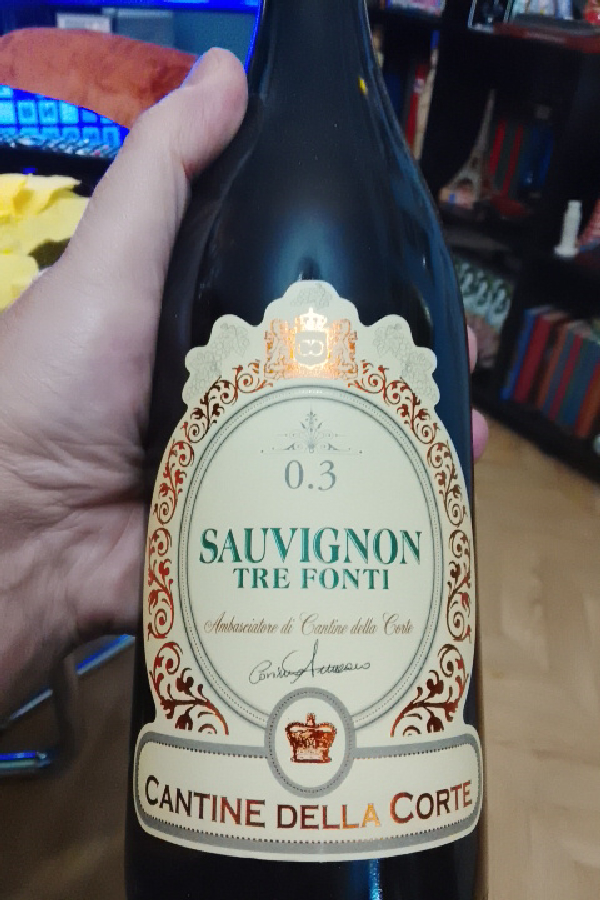 0.3
SAUVIGNON
TRE FONTI
Ambasciatore di Cantine della Corte
CANTINE DELLA CORTE